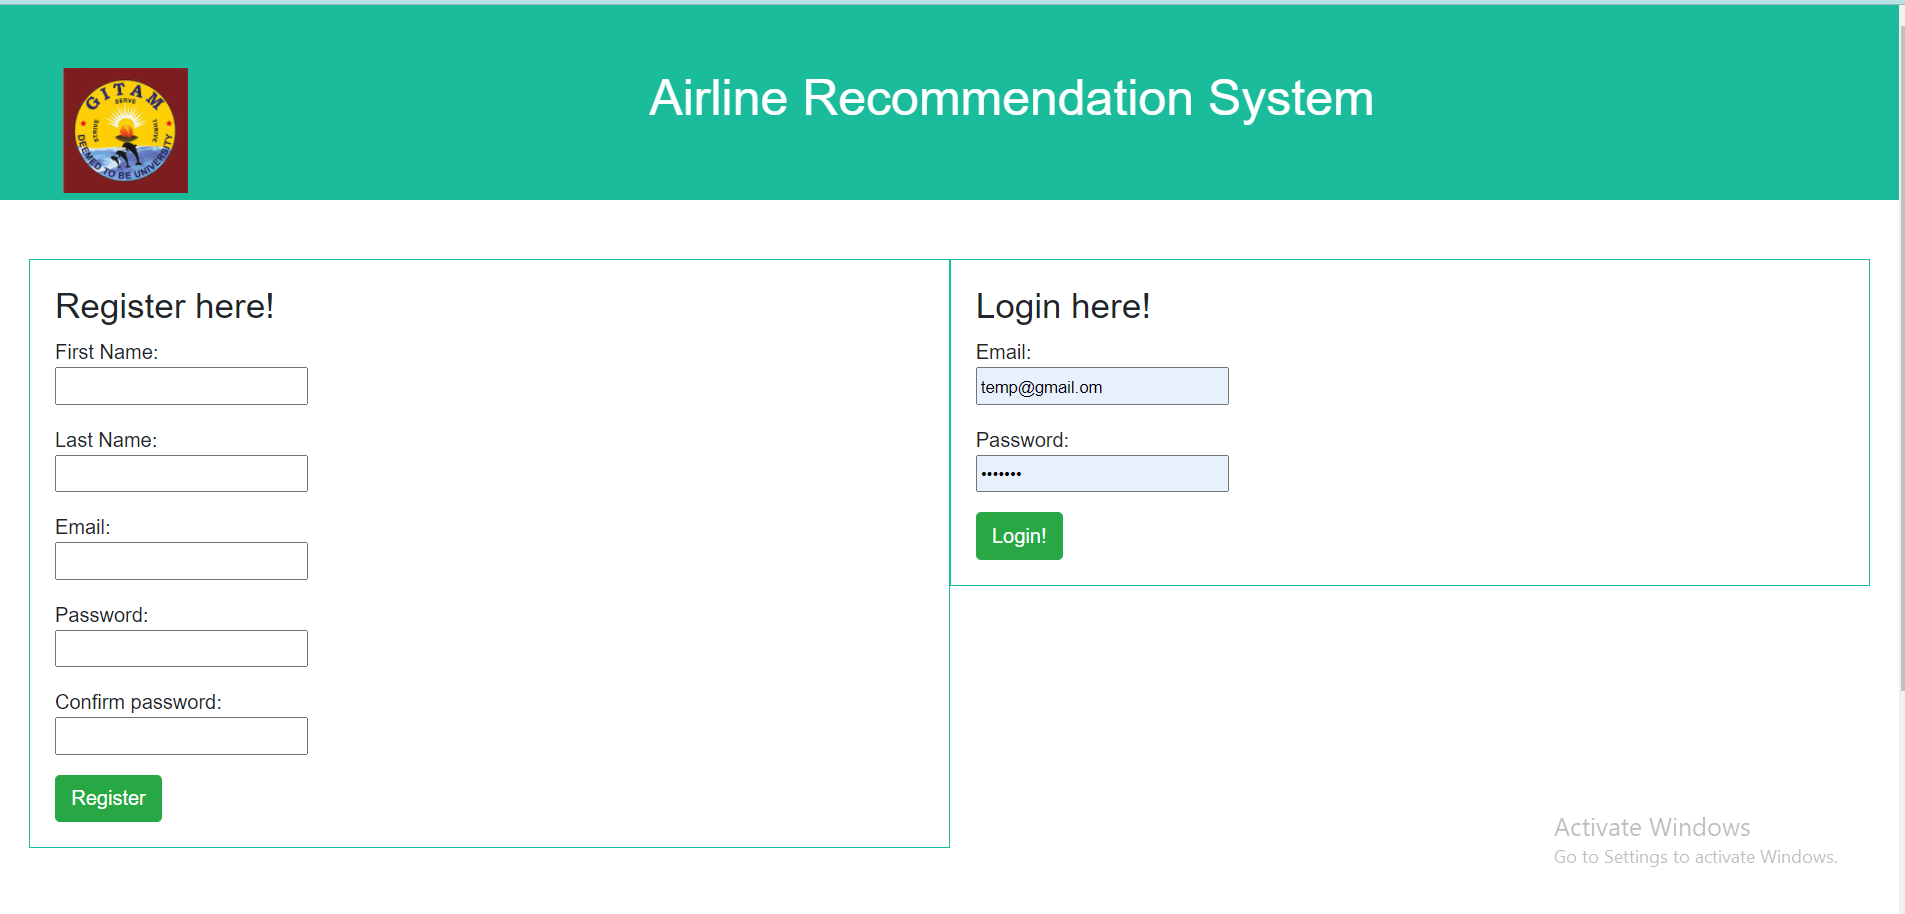 GITAM
SERVE
STRIVE
THRIVE
DEEMED TO BE UNIVERSITY
Airline Recommendation System
Register here!
First Name:
Last Name:
Email:
Password:
Confirm password:
Register
Login here!
Email:
temp@gmail.om
Password:
•••••••
Login!
Activate Windows
Go to Settings to activate Windows.